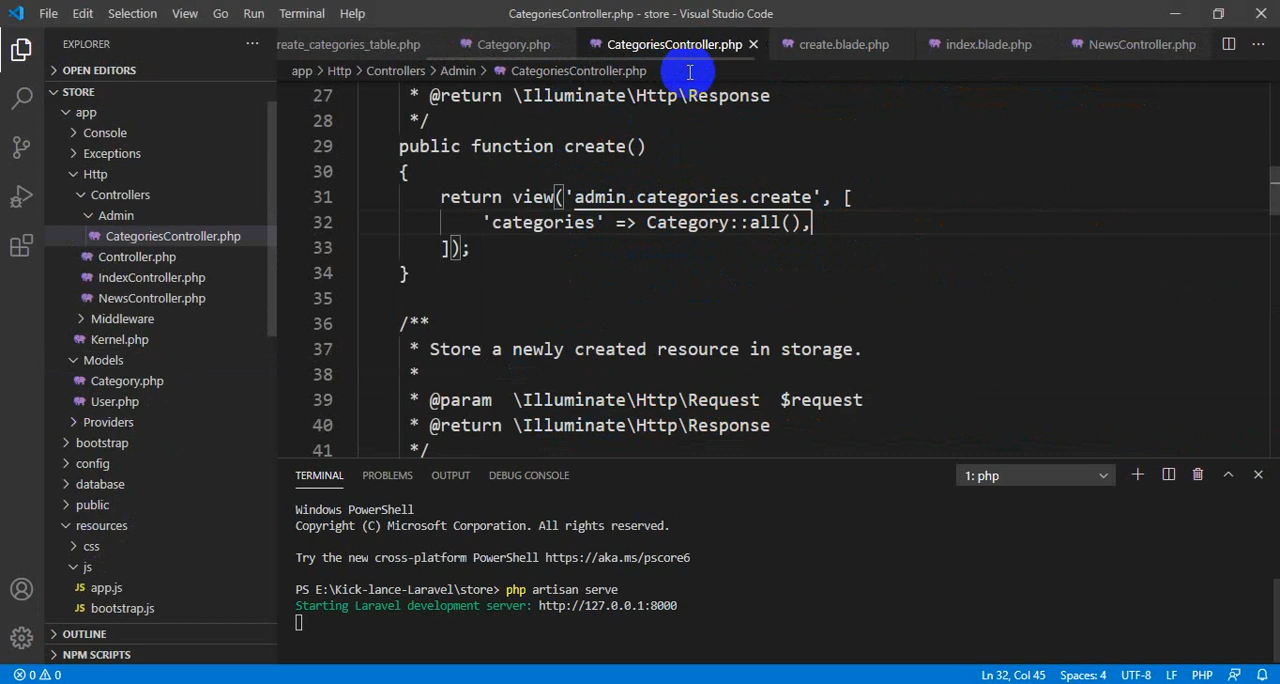 File Edit Selection View Go Run Terminal Help CategoriesController.php - store - Visual Studio Code
EXPLORER
reate_categories_table.php Category.php CategoriesController.php create.blade.php index.blade.php NewsController.php
OPEN EDITORS
app > Http > Controllers > Admin > CategoriesController.php
STORE
app
Console
Exceptions
Http
Controllers
Admin
CategoriesController.php
Controller.php
IndexController.php
NewsController.php
Middleware
Kernel.php
Models
Category.php
User.php
Providers
bootstrap
config
database
public
resources
css
js
JS app.js
JS bootstrap.js
OUTLINE
NPM SCRIPTS
27 * @return \Illuminate\Http\Response
28 */
29 public function create()
30 {
31 return view('admin.categories.create', [
32 'categories' => Category::all(),
33 ]);
34 }
35
36 /**
37 * Store a newly created resource in storage.
38 *
39 * @param \Illuminate\Http\Request $request
40 * @return \Illuminate\Http\Response
41 */
TERMINAL PROBLEMS OUTPUT DEBUG CONSOLE 1: php
Windows PowerShell
Copyright (C) Microsoft Corporation. All rights reserved.
Try the new cross-platform PowerShell https://aka.ms/pscore6
PS E:\Kick-lance-Laravel\store> php artisan serve
Starting Laravel development server: http://127.0.0.1:8000
0 0 Ln 32, Col 45 Spaces: 4 UTF-8 LF PHP